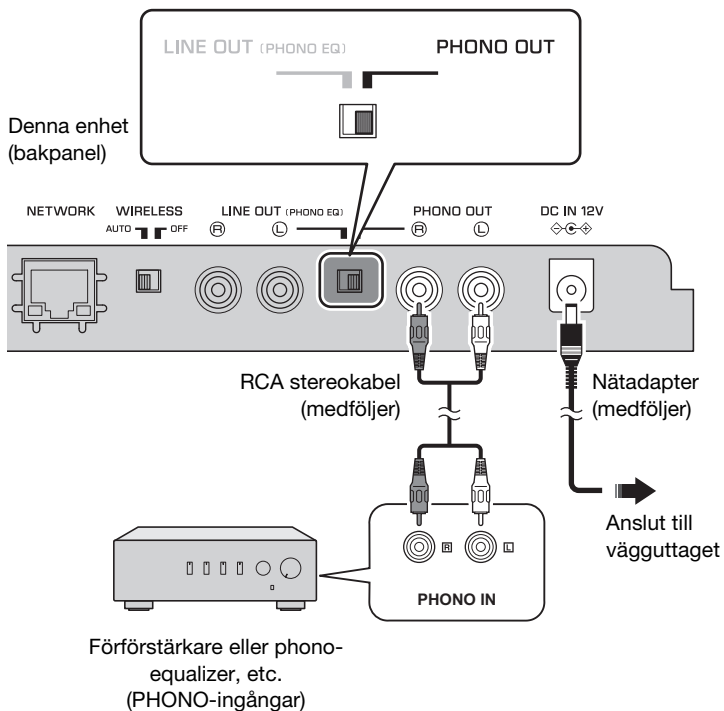 LINE OUT (PHONO EQ) PHONO OUT
Denna enhet
(bakpanel)
NETWORK WIRELESS LINE OUT (PHONO EQ) PHONO OUT DC IN 12V
AUTO OFF R L R L
RCA stereokabel
(medföljer)
Nätadapter
(medföljer)
Anslut till
vägguttaget
R L
PHONO IN
Förförstärkare eller phono-
equalizer, etc.
(PHONO-ingångar)